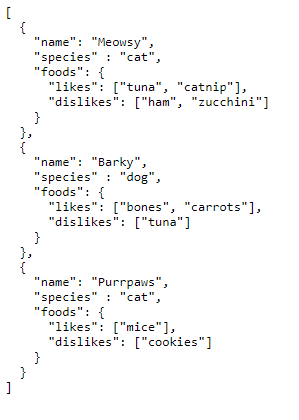 [
  {
    "name": "Meowsy",
    "species" : "cat",
    "foods": {
      "likes": ["tuna", "catnip"],
      "dislikes": ["ham", "zucchini"]
    }
  },
  {
    "name": "Barky",
    "species" : "dog",
    "foods": {
      "likes": ["bones", "carrots"],
      "dislikes": ["tuna"]
    }
  },
  {
    "name": "Purrpaws",
    "species" : "cat",
    "foods": {
      "likes": ["mice"],
      "dislikes": ["cookies"]
    }
  }
]